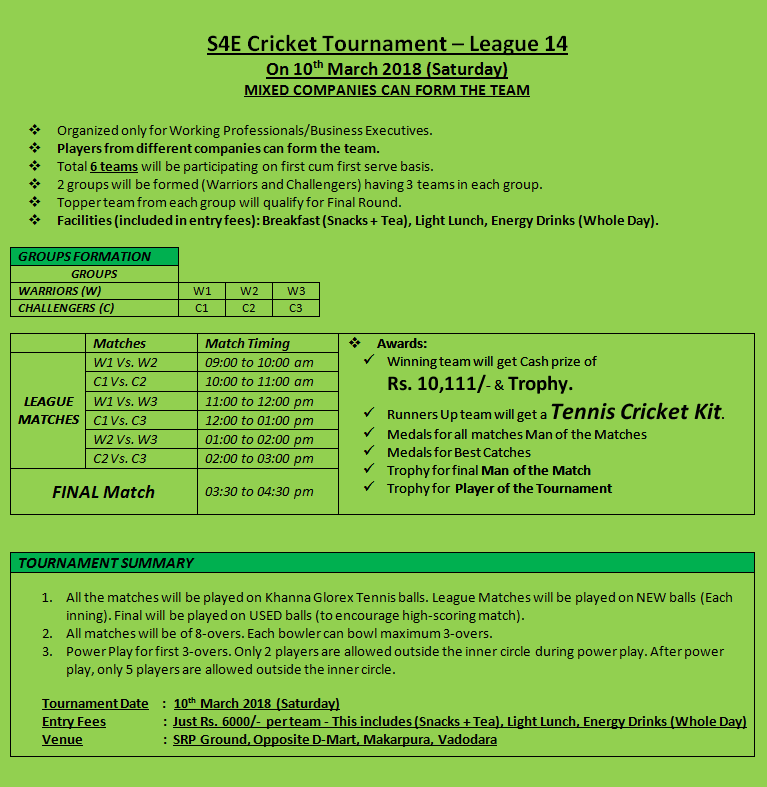 S4E Cricket Tournament – League 14
On 10th March 2018 (Saturday)
MIXED COMPANIES CAN FORM THE TEAM
❖ Organized only for Working Professionals/Business Executives.
❖ Players from different companies can form the team.
❖ Total 6 teams will be participating on first cum first serve basis.
❖ 2 groups will be formed (Warriors and Challengers) having 3 teams in each group.
❖ Topper team from each group will qualify for Final Round.
❖ Facilities (included in entry fees): Breakfast (Snacks + Tea), Light Lunch, Energy Drinks (Whole Day).
GROUPS FORMATION
GROUPS
WARRIORS (W) W1 W2 W3
CHALLENGERS (C) C1 C2 C3
Matches Match Timing
LEAGUE MATCHES
W1 Vs. W2 09:00 to 10:00 am
C1 Vs. C2 10:00 to 11:00 am
W1 Vs. W3 11:00 to 12:00 pm
C1 Vs. C3 12:00 to 01:00 pm
W2 Vs. W3 01:00 to 02:00 pm
C2 Vs. C3 02:00 to 03:00 pm
FINAL Match 03:30 to 04:30 pm
❖ Awards:
✓ Winning team will get Cash prize of
Rs. 10,111/- & Trophy.
✓ Runners Up team will get a Tennis Cricket Kit.
✓ Medals for all matches Man of the Matches
✓ Medals for Best Catches
✓ Trophy for final Man of the Match
✓ Trophy for Player of the Tournament
TOURNAMENT SUMMARY
1. All the matches will be played on Khanna Glorex Tennis balls. League Matches will be played on NEW balls (Each
inning). Final will be played on USED balls (to encourage high-scoring match).
2. All matches will be of 8-overs. Each bowler can bowl maximum 3-overs.
3. Power Play for first 3-overs. Only 2 players are allowed outside the inner circle during power play. After power
play, only 5 players are allowed outside the inner circle.
Tournament Date : 10th March 2018 (Saturday)
Entry Fees : Just Rs. 6000/- per team - This includes (Snacks + Tea), Light Lunch, Energy Drinks (Whole Day)
Venue : SRP Ground, Opposite D-Mart, Makarpura, Vadodara